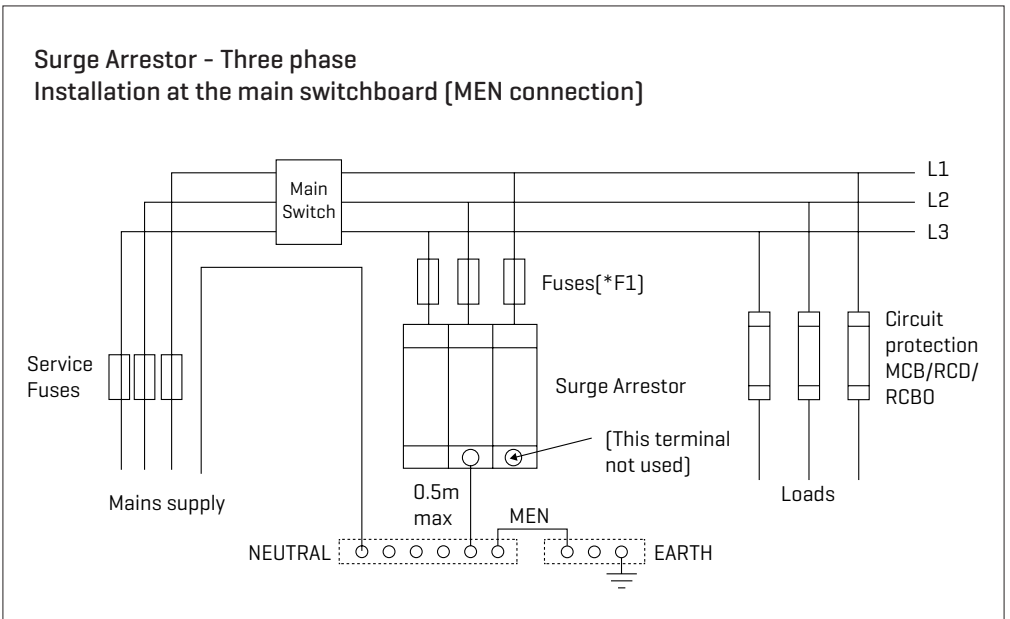 Surge Arrestor - Three phase
Installation at the main switchboard (MEN connection)
Main
Switch
L1
L2
L3
Fuses(*F1)
Service
Fuses
Surge Arrestor
Circuit
protection
MCB/RCD/
RCBO
(This terminal
not used)
Mains supply
0.5m
max
MEN
Loads
NEUTRAL
EARTH